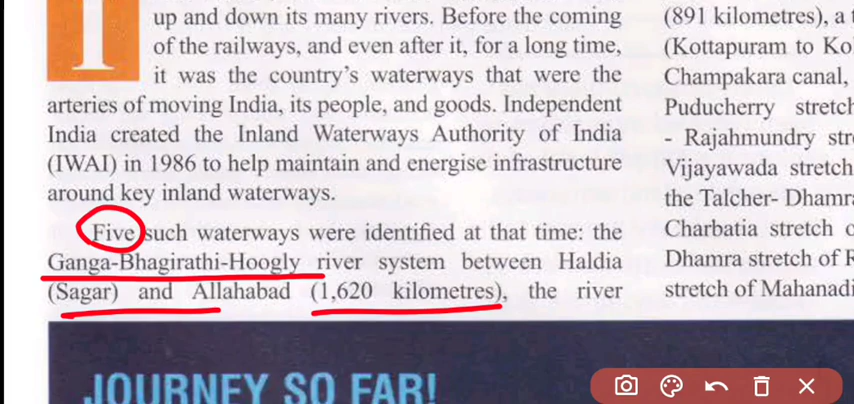 I
up and down its many rivers. Before the coming
of the railways, and even after it, for a long time,
it was the country's waterways that were the
arteries of moving India, its people, and goods. Independent
India created the Inland Waterways Authority of India
(IWAI) in 1986 to help maintain and energise infrastructure
around key inland waterways.
Five such waterways were identified at that time: the
Ganga-Bhagirathi-Hoogly river system between Haldia
(Sagar) and Allahabad (1,620 kilometres), the river
JOURNEY SO FAR!
(891 kilometres), a
(Kottapuram to Ko
Champakara canal,
Puducherry stretch
- Rajahmundry str
Vijayawada stretch
the Talcher- Dhamra
Charbatia stretch
Dhamra stretch of
stretch of Mahanadi